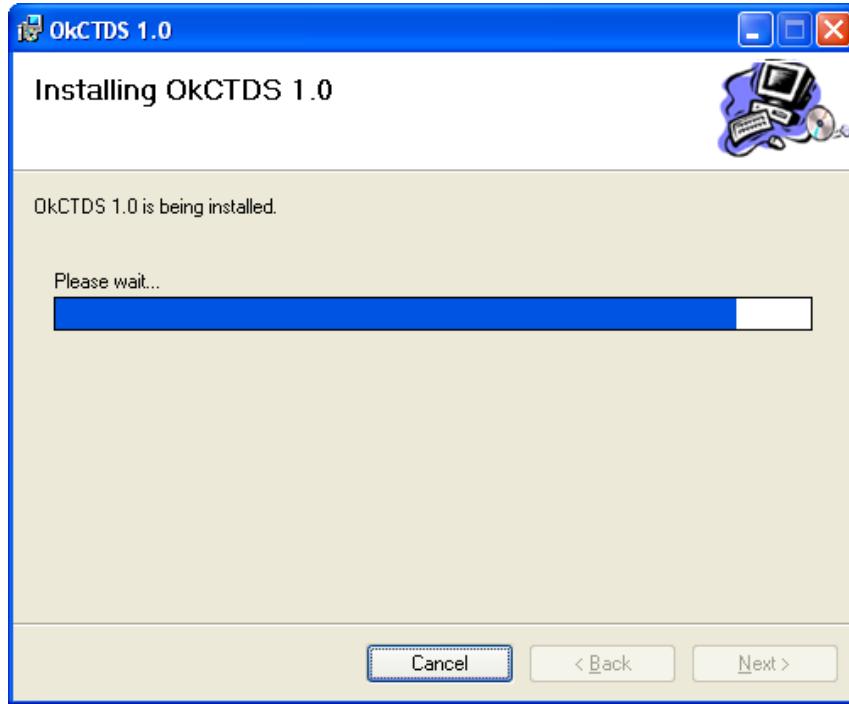 OkCTDS 1.0
Installing OkCTDS 1.0
OkCTDS 1.0 is being installed.
Please wait...
Cancel
< Back
Next >